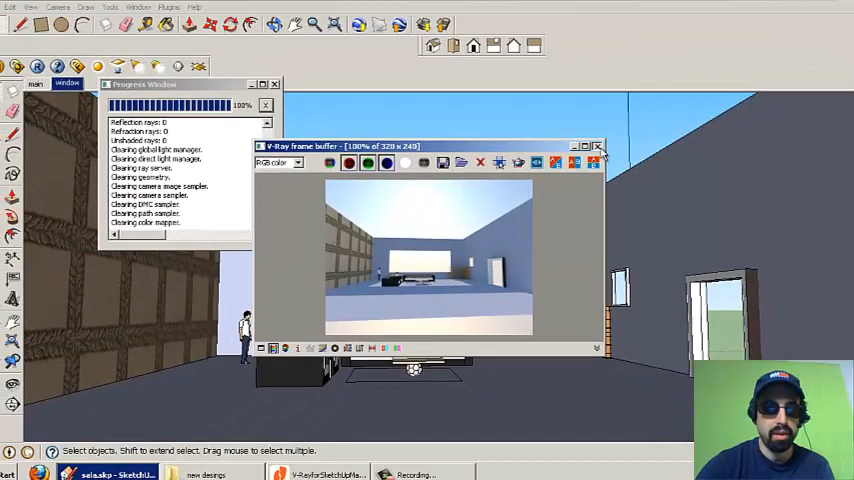 Edit View Camera Draw Tools Window Plugins Help
main window
Progress Window
100% X
Reflection rays: 0
Refraction rays: 0
Unshaded rays: 0
Clearing global light manager.
Clearing direct light manager.
Clearing ray server.
Clearing geometry.
Clearing camera image sampler.
Clearing camera sampler.
Clearing DMC sampler.
Clearing path sampler.
Clearing color mapper.
V-Ray frame buffer - [100% of 320 x 240]
RGB color
Select objects. Shift to extend select. Drag mouse to select multiple.
Start
sala.skp - SketchU...
new desings
V-RayforSketchUpMa...
Recording...